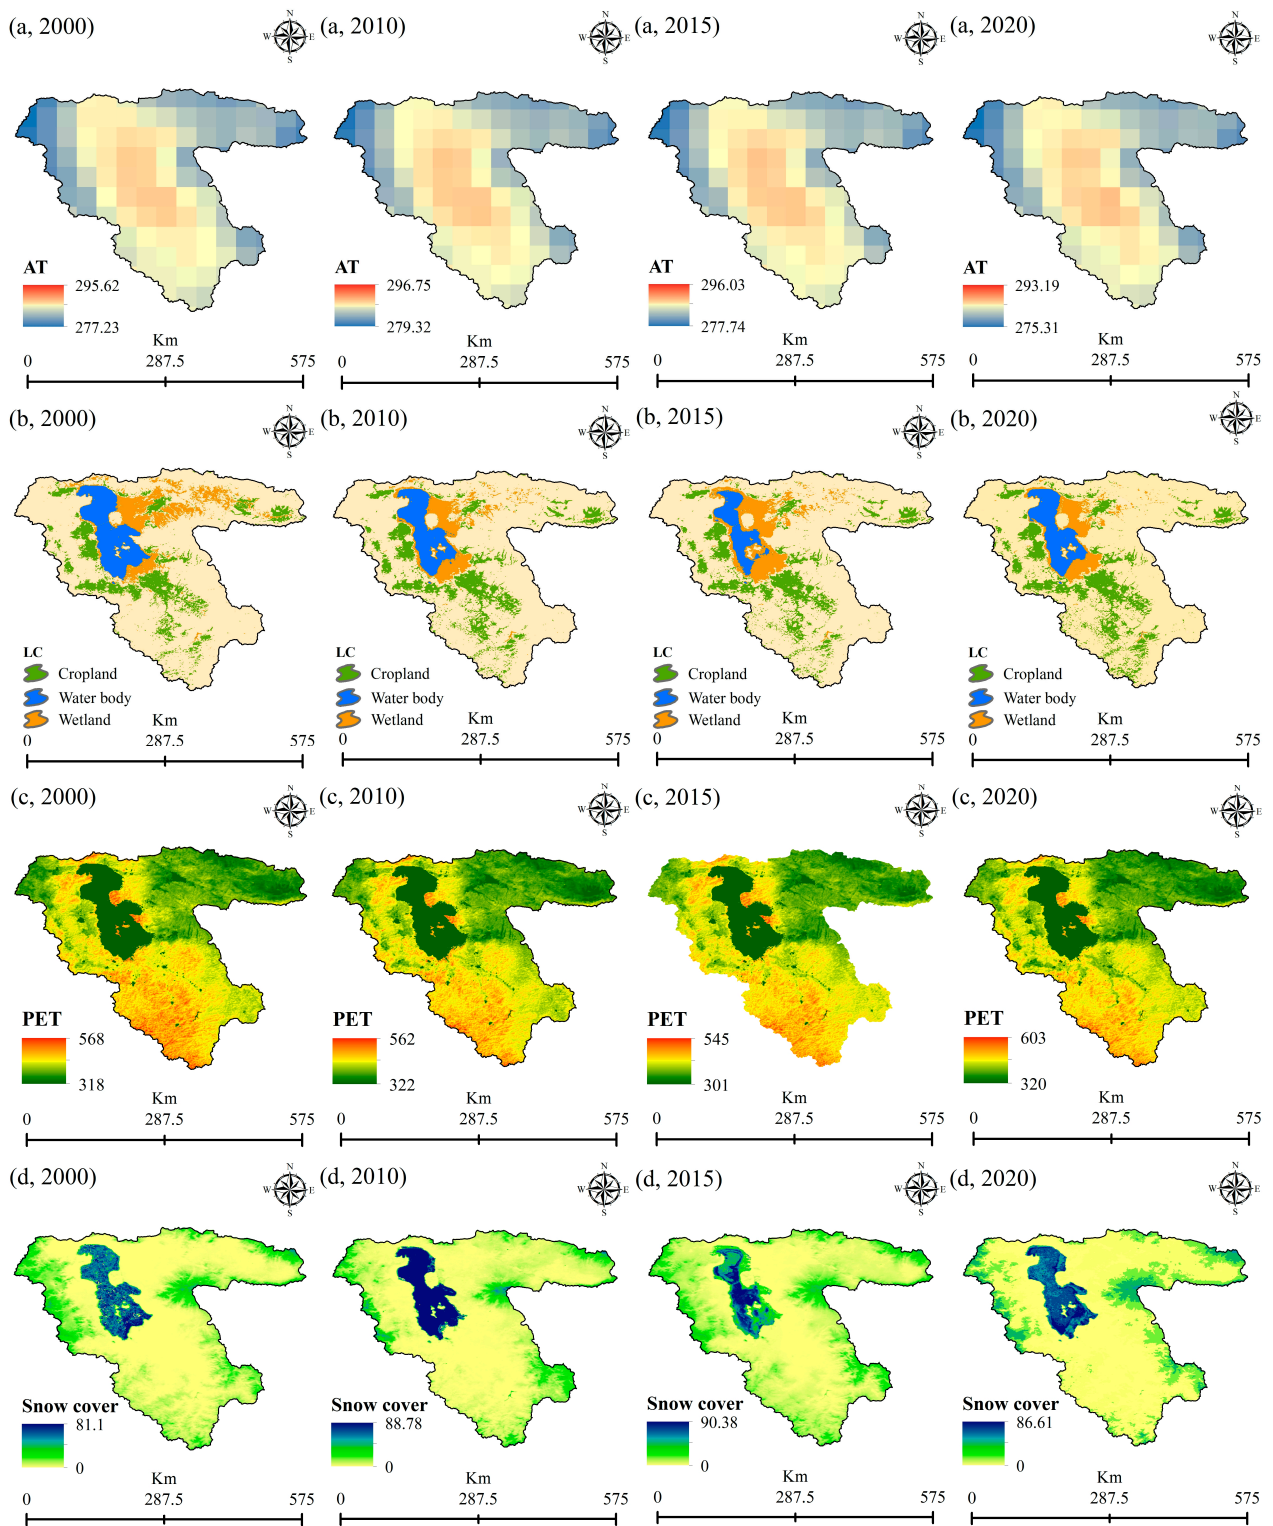 (a, 2000)
N
W E
S
AT
295.62
277.23
Km
0 287.5 575
(a, 2010)
N
W E
S
AT
296.75
279.32
Km
0 287.5 575
(a, 2015)
N
W E
S
AT
296.03
277.74
Km
0 287.5 575
(a, 2020)
N
W E
S
AT
293.19
275.31
Km
0 287.5 575
(b, 2000)
N
W E
S
LC
Cropland
Water body
Wetland
Km
0 287.5 575
(b, 2010)
N
W E
S
LC
Cropland
Water body
Wetland
Km
0 287.5 575
(b, 2015)
N
W E
S
LC
Cropland
Water body
Wetland
Km
0 287.5 575
(b, 2020)
N
W E
S
LC
Cropland
Water body
Wetland
Km
0 287.5 575
(c, 2000)
N
W E
S
PET
568
318
Km
0 287.5 575
(c, 2010)
N
W E
S
PET
562
322
Km
0 287.5 575
(c, 2015)
N
W E
S
PET
545
301
Km
0 287.5 575
(c, 2020)
N
W E
S
PET
603
320
Km
0 287.5 575
(d, 2000)
N
W E
S
Snow cover
81.1
0
Km
0 287.5 575
(d, 2010)
N
W E
S
Snow cover
88.78
0
Km
0 287.5 575
(d, 2015)
N
W E
S
Snow cover
90.38
0
Km
0 287.5 575
(d, 2020)
N
W E
S
Snow cover
86.61
0
Km
0 287.5 575